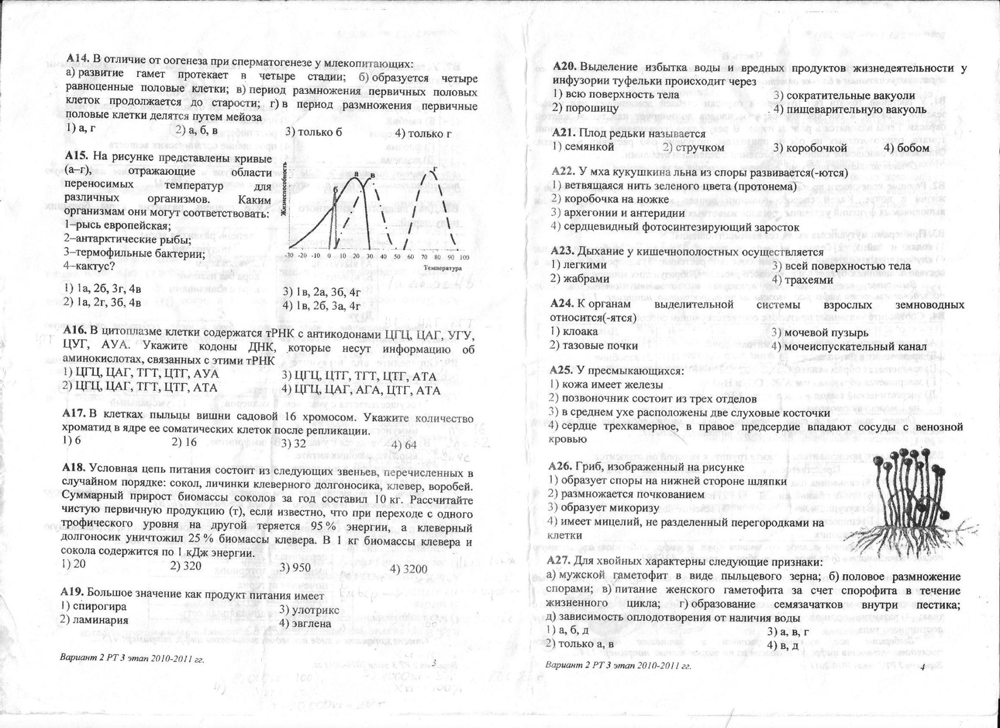 А14. В отличие от оогенеза при сперматогенезе у млекопитающих:
а) развитие гамет протекает в четыре стадии; б) образуется четыре
равноценные половые клетки; в) период размножения первичных половых
клеток продолжается до старости; г) в период размножения первичные
половые клетки делятся путем мейоза
1) а, г 2) а, б, в 3) только б 4) только г
А15. На рисунке представлены кривые
(а–г), отражающие области
переносимых температур для
различных организмов. Каким
организмам они могут соответствовать:
1–рысь европейская;
2–антарктические рыбы;
3–термофильные бактерии;
4–кактус?
Жизнеспособность
а б в г
-30 -20 -10 0 10 20 30 40 50 60 70 80 90 100
Температура
1) 1а, 2б, 3г, 4в 3) 1в, 2а, 3б, 4г
2) 1а, 2г, 3б, 4в 4) 1в, 2б, 3а, 4г
А16. В цитоплазме клетки содержатся тРНК с антикодонами ЦГЦ, ЦАГ, УГУ,
ЦУГ, АУА. Укажите кодоны ДНК, которые несут информацию об
аминокислотах, связанных с этими тРНК
1) ЦГЦ, ЦАГ, ТГТ, ЦТГ, АУА 3) ЦГЦ, ЦТГ, ТГТ, ЦТГ, АТА
2) ЦГЦ, ЦАГ, ТГТ, ЦТГ, АТА 4) ЦГЦ, ЦАГ, АГА, ЦТГ, АТА
А17. В клетках пыльцы вишни садовой 16 хромосом. Укажите количество
хроматид в ядре ее соматических клеток после репликации.
1) 6 2) 16 3) 32 4) 64
А18. Условная цепь питания состоит из следующих звеньев, перечисленных в
случайном порядке: сокол, личинки клеверного долгоносика, клевер, воробей.
Суммарный прирост биомассы соколов за год составил 10 кг. Рассчитайте
чистую первичную продукцию (т), если известно, что при переходе с одного
трофического уровня на другой теряется 95 % энергии, а клеверный
долгоносик уничтожил 25 % биомассы клевера. В 1 кг биомассы клевера и
сокола содержится по 1 кДж энергии.
1) 20 2) 320 3) 950 4) 3200
А19. Большое значение как продукт питания имеет
1) спирогира 3) улотрикс
2) ламинария 4) эвглена
Вариант 2 РТ 3 этап 2010-2011 гг. 3
А20. Выделение избытка воды и вредных продуктов жизнедеятельности у
инфузории туфельки происходит через
1) всю поверхность тела 3) сократительные вакуоли
2) порошицу 4) пищеварительную вакуоль
А21. Плод редьки называется
1) семянкой 2) стручком 3) коробочкой 4) бобом
А22. У мха кукушкина льна из споры развивается(-ются)
1) ветвящаяся нить зеленого цвета (протонема)
2) коробочка на ножке
3) архегонии и антеридии
4) сердцевидный фотосинтезирующий заросток
А23. Дыхание у кишечнополостных осуществляется
1) легкими 3) всей поверхностью тела
2) жабрами 4) трахеями
А24. К органам выделительной системы взрослых земноводных
относится(-ятся)
1) клоака 3) мочевой пузырь
2) тазовые почки 4) мочеиспускательный канал
А25. У пресмыкающихся:
1) кожа имеет железы
2) позвоночник состоит из трех отделов
3) в среднем ухе расположены две слуховые косточки
4) сердце трехкамерное, в правое предсердие впадают сосуды с венозной
кровью
А26. Гриб, изображенный на рисунке
1) образует споры на нижней стороне шляпки
2) размножается почкованием
3) образует микоризу
4) имеет мицелий, не разделенный перегородками на
клетки
А27. Для хвойных характерны следующие признаки:
а) мужской гаметофит в виде пыльцевого зерна; б) половое размножение
спорами; в) питание женского гаметофита за счет спорофита в течение
жизненного цикла; г) образование семязачатков внутри пестика;
д) зависимость оплодотворения от наличия воды
1) а, б, д 3) а, в, г
2) только а, в 4) в, д
Вариант 2 РТ 3 этап 2010-2011 гг. 4